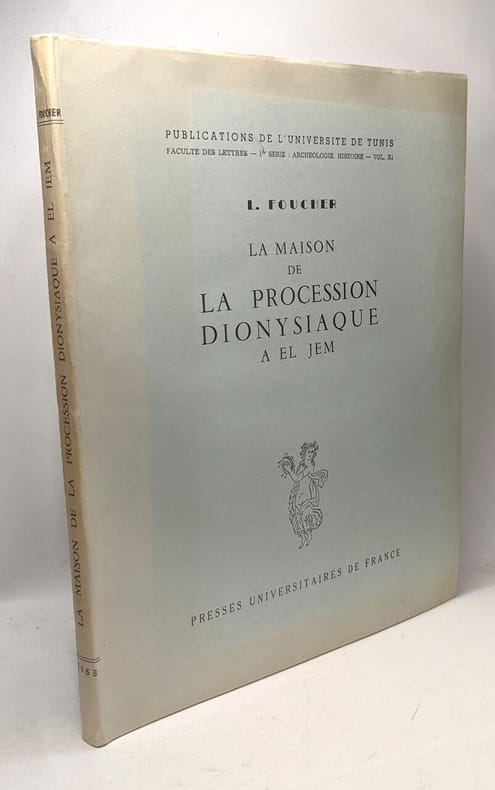 PUBLICATIONS DE L'UNIVERSITE DE TUNIS
FACULTE DES LETTRES — 1re SERIE : ARCHEOLOGIE, HISTOIRE — VOL. XI
L. FOUCHER
LA MAISON
DE
LA PROCESSION
DIONYSIAQUE
A EL JEM
PRESSES UNIVERSITAIRES DE FRANCE
FOUCHER
LA MAISON DE LA PROCESSION DIONYSIAQUE A EL JEM
1963